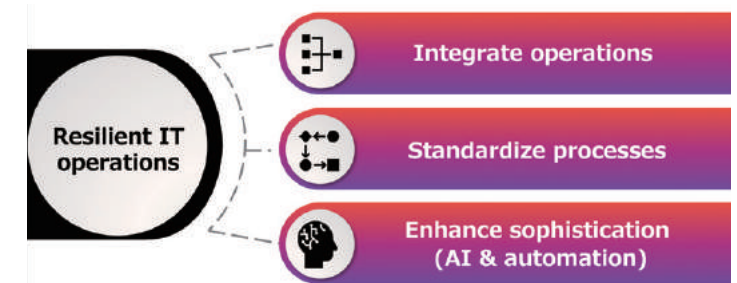 Resilient IT
operations
Integrate operations
Standardize processes
Enhance sophistication
(AI & automation)